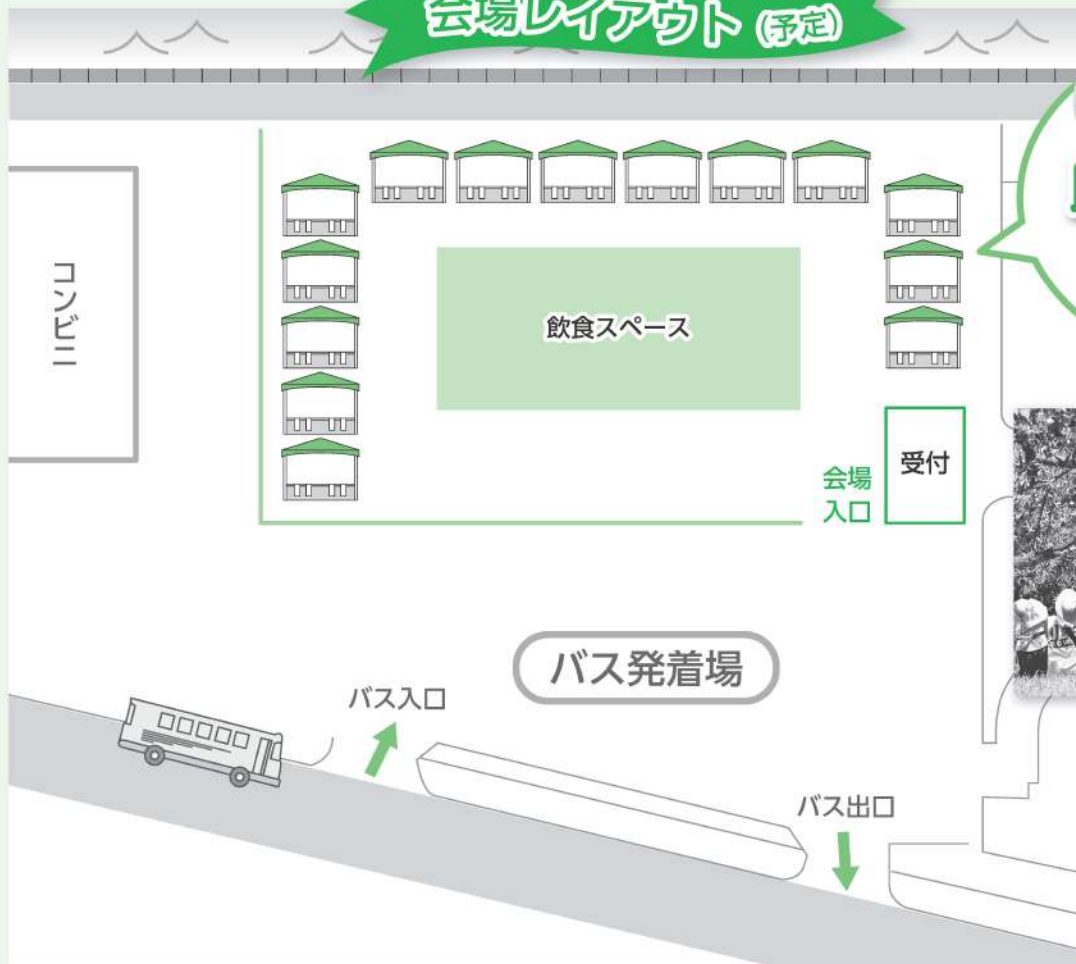 会場レイアウト(予定)
コンビニ
飲食スペース
受付
会場
入口
バス発着場
バス入口
バス出口